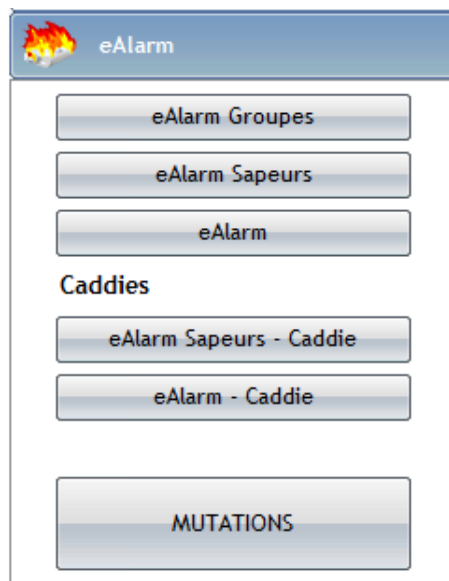 eAlarm
eAlarm Groupes
eAlarm Sapeurs
eAlarm
Caddies
eAlarm Sapeurs - Caddie
eAlarm - Caddie
MUTATIONS